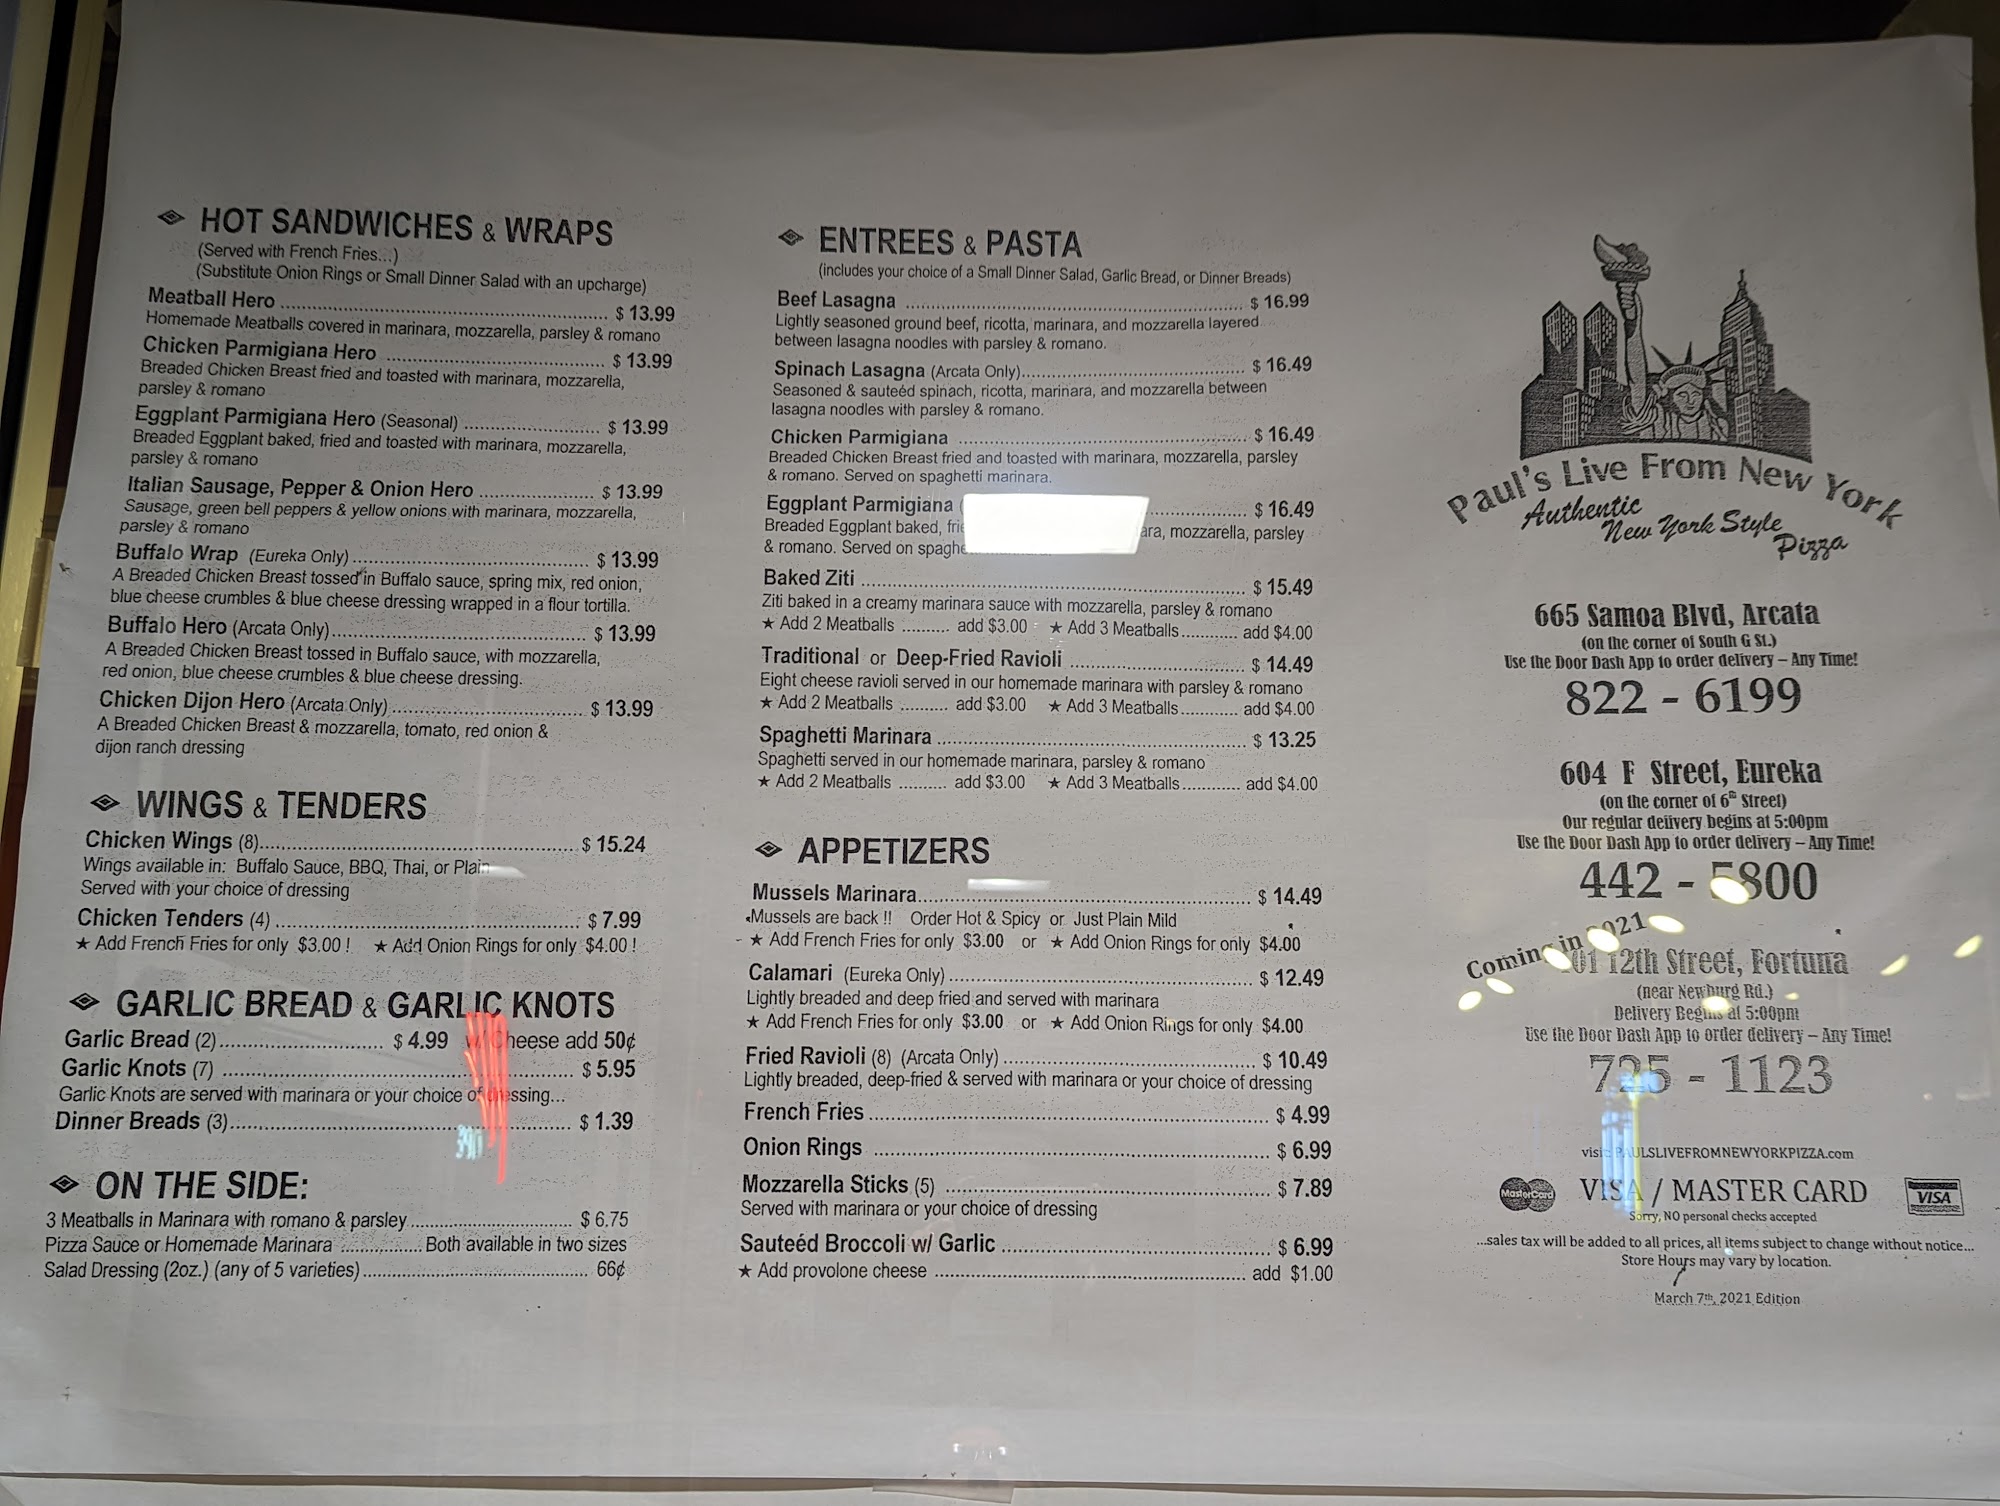 HOT SANDWICHES & WRAPS
(Served with French Fries...)
(Substitute Onion Rings or Small Dinner Salad with an upcharge)
Meatball Hero ........ $ 13.99
Homemade Meatballs covered in marinara, mozzarella, parsley & romano
Chicken Parmigiana Hero ........ $ 13.99
Breaded Chicken Breast fried and toasted with marinara, mozzarella,
parsley & romano
Eggplant Parmigiana Hero (Seasonal) ........ $ 13.99
Breaded Eggplant baked, fried and toasted with marinara, mozzarella,
parsley & romano
Italian Sausage, Pepper & Onion Hero ........ $ 13.99
Sausage, green bell peppers & yellow onions with marinara, mozzarella,
parsley & romano
Buffalo Wrap (Eureka Only) ........ $ 13.99
A Breaded Chicken Breast tossed in Buffalo sauce, spring mix, red onion,
blue cheese crumbles & blue cheese dressing wrapped in a flour tortilla.
Buffalo Hero (Arcata Only) ........ $ 13.99
A Breaded Chicken Breast tossed in Buffalo sauce, with mozzarella,
red onion, blue cheese crumbles & blue cheese dressing.
Chicken Dijon Hero (Arcata Only) ........ $ 13.99
A Breaded Chicken Breast & mozzarella, tomato, red onion &
dijon ranch dressing
WINGS & TENDERS
Chicken Wings (8) ........ $ 15.24
Wings available in: Buffalo Sauce, BBQ, Thai, or Plain
Served with your choice of dressing
Chicken Tenders (4) ........ $ 7.99
★ Add French Fries for only $3.00 ! ★ Add Onion Rings for only $4.00 !
GARLIC BREAD & GARLIC KNOTS
Garlic Bread (2) ........ $ 4.99 w/ Cheese add 50¢
Garlic Knots (7) ........ $ 5.95
Garlic Knots are served with marinara or your choice of dressing...
Dinner Breads (3) ........ $ 1.39
ON THE SIDE:
3 Meatballs in Marinara with romano & parsley ........ $ 6.75
Pizza Sauce or Homemade Marinara ........ Both available in two sizes
Salad Dressing (2oz.) (any of 5 varieties) ........ 66¢
ENTREES & PASTA
(includes your choice of a Small Dinner Salad, Garlic Bread, or Dinner Breads)
Beef Lasagna ........ $ 16.99
Lightly seasoned ground beef, ricotta, marinara, and mozzarella layered
between lasagna noodles with parsley & romano.
Spinach Lasagna (Arcata Only) ........ $ 16.49
Seasoned & sauteéd spinach, ricotta, marinara, and mozzarella between
lasagna noodles with parsley & romano.
Chicken Parmigiana ........ $ 16.49
Breaded Chicken Breast fried and toasted with marinara, mozzarella, parsley
& romano. Served on spaghetti marinara.
Eggplant Parmigiana ........ $ 16.49
Breaded Eggplant baked, mozzarella, parsley
& romano. Served on
Baked Ziti ........ $ 15.49
Ziti baked in a creamy marinara sauce with mozzarella, parsley & romano
★ Add 2 Meatballs ........ add $3.00 ★ Add 3 Meatballs ........ add $4.00
Traditional or Deep-Fried Ravioli ........ $ 14.49
Eight cheese ravioli served in our homemade marinara with parsley & romano
★ Add 2 Meatballs ........ add $3.00 ★ Add 3 Meatballs ........ add $4.00
Spaghetti Marinara ........ $ 13.25
Spaghetti served in our homemade marinara, parsley & romano
★ Add 2 Meatballs ........ add $3.00 ★ Add 3 Meatballs ........ add $4.00
APPETIZERS
Mussels Marinara ........ $ 14.49
Mussels are back !! Order Hot & Spicy or Just Plain Mild
★ Add French Fries for only $3.00 or ★ Add Onion Rings for only $4.00
Calamari (Eureka Only) ........ $ 12.49
Lightly breaded and deep fried and served with marinara
★ Add French Fries for only $3.00 or ★ Add Onion Rings for only $4.00
Fried Ravioli (8) (Arcata Only) ........ $ 10.49
Lightly breaded, deep-fried & served with marinara or your choice of dressing
French Fries ........ $ 4.99
Onion Rings ........ $ 6.99
Mozzarella Sticks (5) ........ $ 7.89
Served with marinara or your choice of dressing
Sauteéd Broccoli w/ Garlic ........ $ 6.99
★ Add provolone cheese ........ add $1.00
Paul's Live From New York
Authentic
New York Style
Pizza
665 Samoa Blvd, Arcata
(on the corner of South G St.)
Use the Door Dash App to order delivery – Any Time!
822 - 6199
604 F Street, Eureka
(on the corner of 6th Street)
Our regular delivery begins at 5:00pm
Use the Door Dash App to order delivery – Any Time!
442 - 5800
Coming in 2021
12th Street, Fortuna
(near Newburg Rd.)
Delivery Begins at 5:00pm
Use the Door Dash App to order delivery – Any Time!
725 - 1123
visit PAULSLIVEFROMNEWYORKPIZZA.com
MasterCard VISA / MASTER CARD VISA
Sorry, NO personal checks accepted
...sales tax will be added to all prices, all items subject to change without notice...
Store Hours may vary by location.
March 7th, 2021 Edition